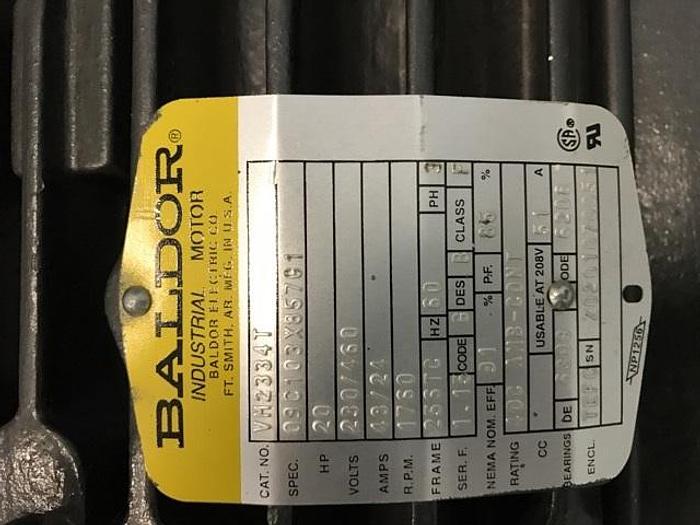 BALDOR®
INDUSTRIAL MOTOR
BALDOR ELECTRIC CO
FT. SMITH, AR. MFG. IN U.S.A.
CAT. NO. VM2334T
SPEC. 09C103X857G1
HP 20
VOLTS 230/460
AMPS 48/24
R.P.M. 1760
FRAME 256TC HZ 60 PH 3
SER. F. 1.15 CODE G DES B CLASS F
NEMA NOM. EFF. 91 % P.F. 85 %
RATING 40C AMB-CONT
CC USABLE AT 208V 51 A
BEARINGS DE ODE 6206
ENCL. SN
NP1256